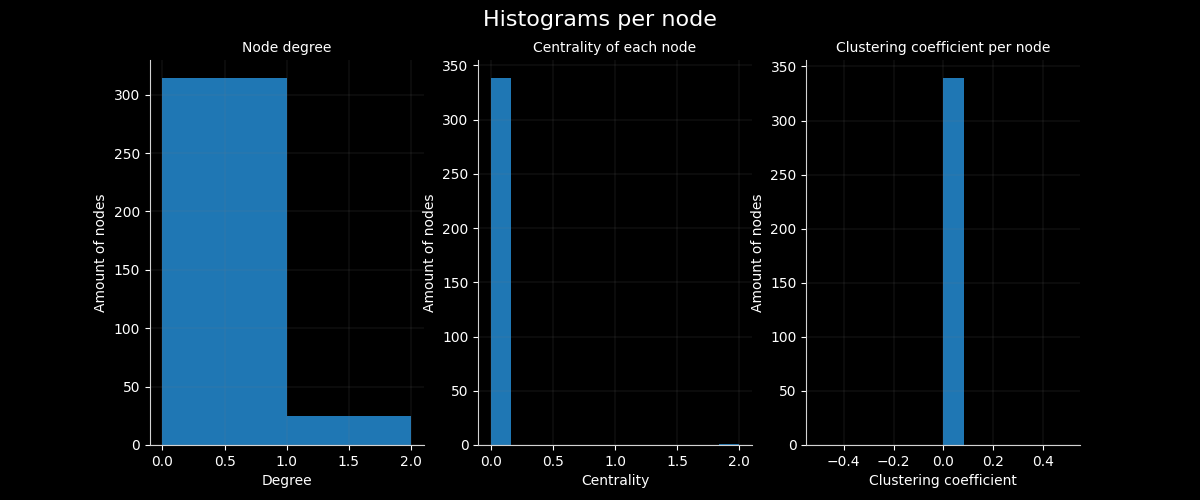 Histograms per node
Node degree
Amount of nodes
300
250
200
150
100
50
0
0.0 0.5 1.0 1.5 2.0
Degree
Centrality of each node
Amount of nodes
350
300
250
200
150
100
50
0
0.0 0.5 1.0 1.5 2.0
Centrality
Clustering coefficient per node
Amount of nodes
350
300
250
200
150
100
50
0
−0.4 −0.2 0.0 0.2 0.4
Clustering coefficient